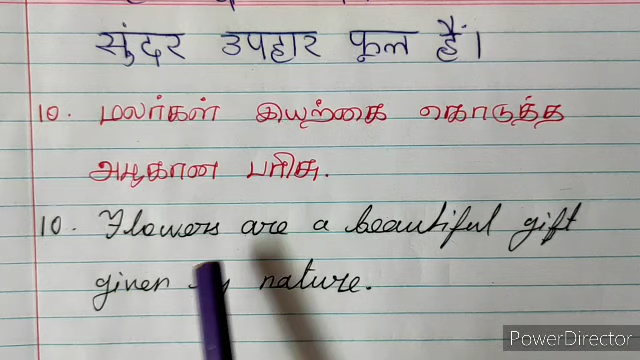 सुंदर उपहार फूल हैं।
10. மலர்கள் இயற்கை கொடுத்த
அழகான பரிசு.
10. Flowers are a beautiful gift
given nature.
PowerDirector